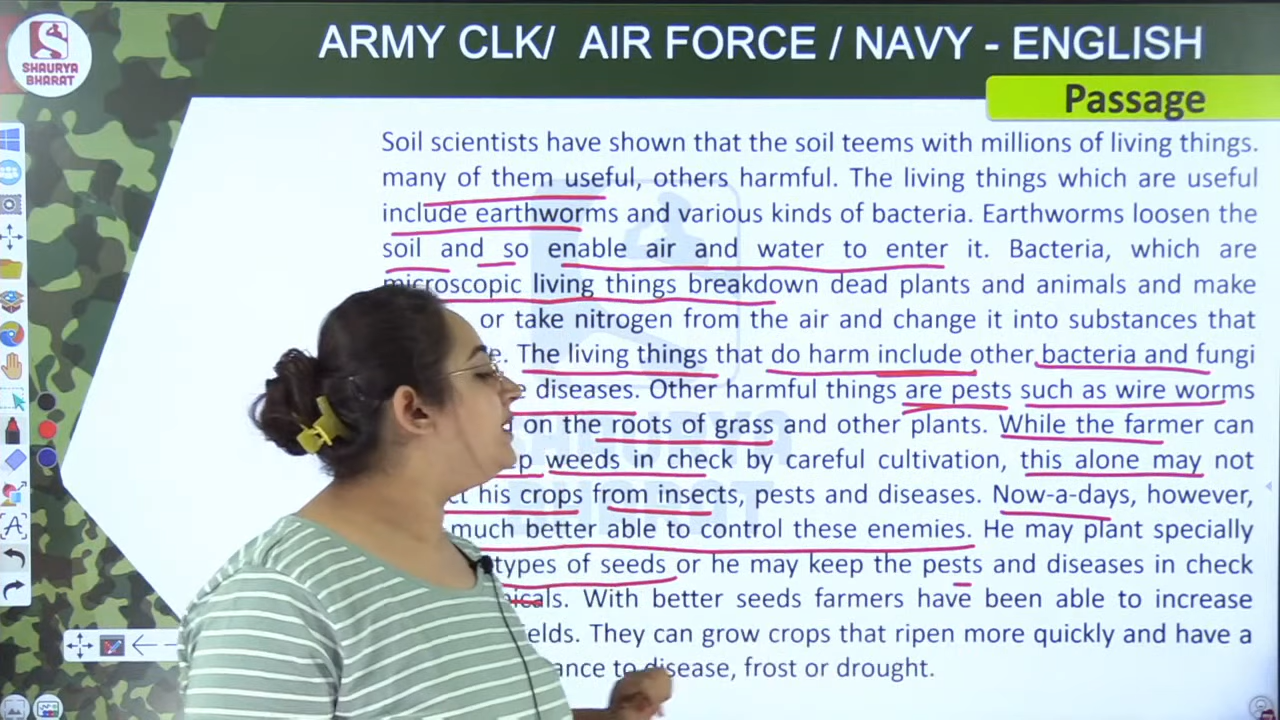 SHAURYA
BHARAT
ARMY CLK/ AIR FORCE / NAVY - ENGLISH
Passage
Soil scientists have shown that the soil teems with millions of living things.
many of them useful, others harmful. The living things which are useful
include earthworms and various kinds of bacteria. Earthworms loosen the
soil and so enable air and water to enter it. Bacteria, which are
microscopic living things breakdown dead plants and animals and make
or take nitrogen from the air and change it into substances that
The living things that do harm include other bacteria and fungi
diseases. Other harmful things are pests such as wire worms
on the roots of grass and other plants. While the farmer can
weeds in check by careful cultivation, this alone may not
his crops from insects, pests and diseases. Now-a-days, however,
much better able to control these enemies. He may plant specially
types of seeds or he may keep the pests and diseases in check
With better seeds farmers have been able to increase
They can grow crops that ripen more quickly and have a
to disease, frost or drought.
SHAURYA
BHARAT